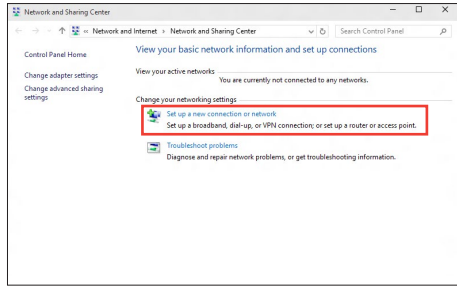 Network and Sharing Center
« Network and Internet › Network and Sharing Center
Search Control Panel
Control Panel Home
Change adapter settings
Change advanced sharing settings
View your basic network information and set up connections
View your active networks
You are currently not connected to any networks.
Change your networking settings
Set up a new connection or network
Set up a broadband, dial-up, or VPN connection; or set up a router or access point.
Troubleshoot problems
Diagnose and repair network problems, or get troubleshooting information.